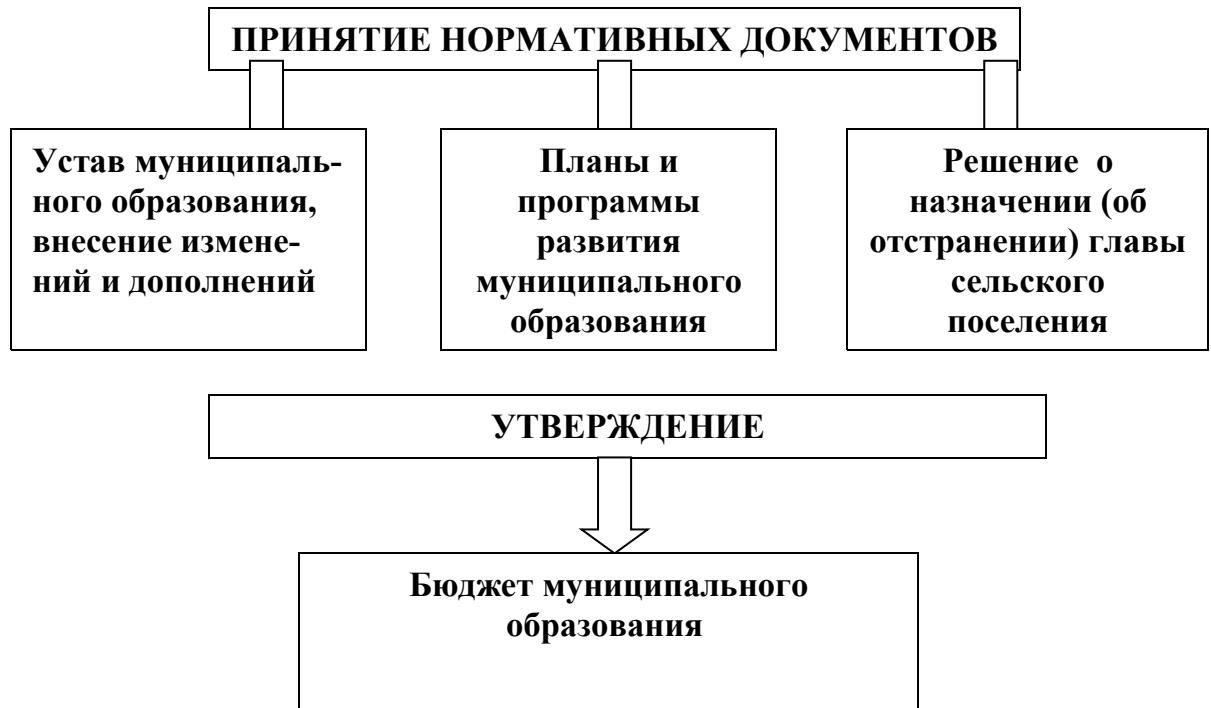 ПРИНЯТИЕ НОРМАТИВНЫХ ДОКУМЕНТОВ
Устав муниципаль-
ного образования,
внесение измене-
ний и дополнений
Планы и
программы
развития
муниципального
образования
Решение о
назначении (об
отстранении) главы
сельского
поселения
УТВЕРЖДЕНИЕ
Бюджет муниципального
образования